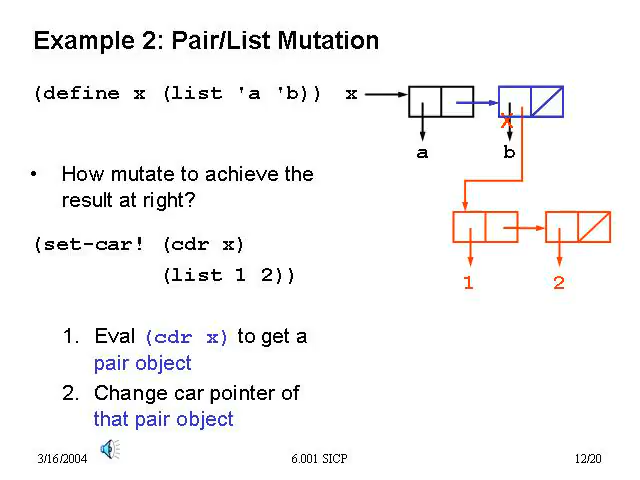 Example 2: Pair/List Mutation
(define x (list 'a 'b)) x
a b
X
• How mutate to achieve the
result at right?
(set-car! (cdr x)
(list 1 2))
1 2
1. Eval (cdr x) to get a
pair object
2. Change car pointer of
that pair object
3/16/2004 6.001 SICP 12/20